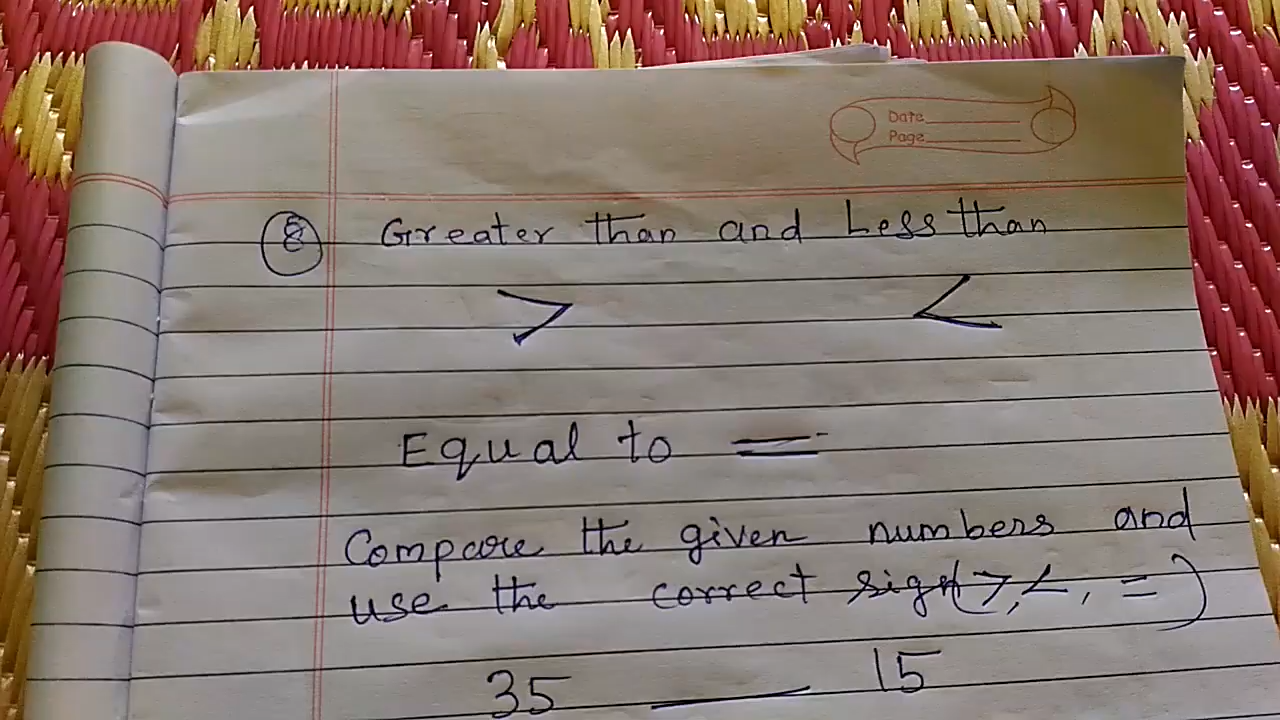 Date
Page
8 Greater than and Less than
> <
Equal to =
Compare the given numbers and
use the correct sign (>, <, =)
35 ___ 15